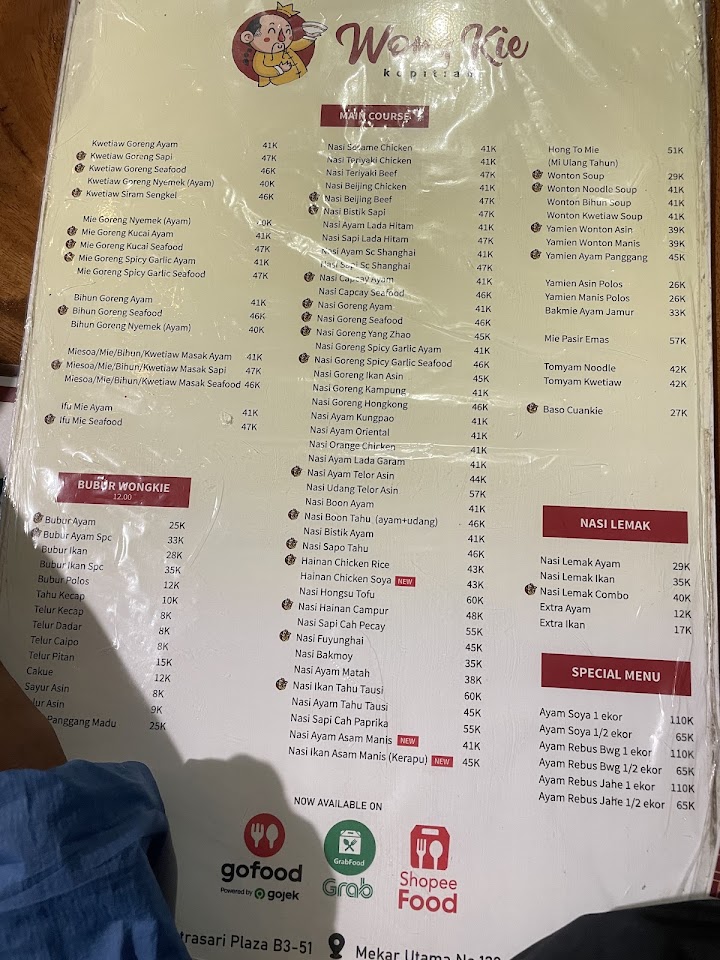 Wong Kie
kopitiam
MAIN COURSE
Kwetiaw Goreng Ayam 41K
Kwetiaw Goreng Sapi 47K
Kwetiaw Goreng Seafood 46K
Kwetiaw Goreng Nyemek (Ayam) 40K
Kwetiaw Siram Sengkel 46K
Mie Goreng Nyemek (Ayam) 40K
Mie Goreng Kucai Ayam 41K
Mie Goreng Kucai Seafood 47K
Mie Goreng Spicy Garlic Ayam 41K
Mie Goreng Spicy Garlic Seafood 47K
Bihun Goreng Ayam 41K
Bihun Goreng Seafood 46K
Bihun Goreng Nyemek (Ayam) 40K
Miesoa/Mie/Bihun/Kwetiaw Masak Ayam 41K
Miesoa/Mie/Bihun/Kwetiaw Masak Sapi 47K
Miesoa/Mie/Bihun/Kwetiaw Masak Seafood 46K
Ifu Mie Ayam 41K
Ifu Mie Seafood 47K
BUBUR WONGKIE
12.00
Bubur Ayam 25K
Bubur Ayam Spc 33K
Bubur Ikan 28K
Bubur Ikan Spc 35K
Bubur Polos 12K
Tahu Kecap 10K
Telur Kecap 8K
Telur Dadar 8K
Telur Caipo 8K
Telur Pitan 15K
Cakue 12K
Sayur Asin 8K
lur Asin 9K
Panggang Madu 25K
Nasi Sesame Chicken 41K
Nasi Teriyaki Chicken 41K
Nasi Teriyaki Beef 47K
Nasi Beijing Chicken 41K
Nasi Beijing Beef 47K
Nasi Bistik Sapi 47K
Nasi Ayam Lada Hitam 41K
Nasi Sapi Lada Hitam 47K
Nasi Ayam Sc Shanghai 41K
Nasi Sapi Sc Shanghai 47K
Nasi Capcay Ayam 41K
Nasi Capcay Seafood 46K
Nasi Goreng Ayam 41K
Nasi Goreng Seafood 46K
Nasi Goreng Yang Zhao 45K
Nasi Goreng Spicy Garlic Ayam 41K
Nasi Goreng Spicy Garlic Seafood 46K
Nasi Goreng Ikan Asin 45K
Nasi Goreng Kampung 41K
Nasi Goreng Hongkong 46K
Nasi Ayam Kungpao 41K
Nasi Ayam Oriental 41K
Nasi Orange Chicken 41K
Nasi Ayam Lada Garam 41K
Nasi Ayam Telor Asin 44K
Nasi Udang Telor Asin 57K
Nasi Boon Ayam 41K
Nasi Boon Tahu (ayam+udang) 46K
Nasi Bistik Ayam 41K
Nasi Sapo Tahu 46K
Hainan Chicken Rice 43K
Hainan Chicken Soya NEW 43K
Nasi Hongsu Tofu 60K
Nasi Hainan Campur 48K
Nasi Sapi Cah Pecay 55K
Nasi Fuyunghai 45K
Nasi Bakmoy 35K
Nasi Ayam Matah 38K
Nasi Ikan Tahu Tausi 60K
Nasi Ayam Tahu Tausi 45K
Nasi Sapi Cah Paprika 55K
Nasi Ayam Asam Manis NEW 41K
Nasi Ikan Asam Manis (Kerapu) NEW 45K
Hong To Mie 51K
(Mi Ulang Tahun)
Wonton Soup 29K
Wonton Noodle Soup 41K
Wonton Bihun Soup 41K
Wonton Kwetiaw Soup 41K
Yamien Wonton Asin 39K
Yamien Wonton Manis 39K
Yamien Ayam Panggang 45K
Yamien Asin Polos 26K
Yamien Manis Polos 26K
Bakmie Ayam Jamur 33K
Mie Pasir Emas 57K
Tomyam Noodle 42K
Tomyam Kwetiaw 42K
Baso Cuankie 27K
NASI LEMAK
Nasi Lemak Ayam 29K
Nasi Lemak Ikan 35K
Nasi Lemak Combo 40K
Extra Ayam 12K
Extra Ikan 17K
SPECIAL MENU
Ayam Soya 1 ekor 110K
Ayam Soya 1/2 ekor 65K
Ayam Rebus Bwg 1 ekor 110K
Ayam Rebus Bwg 1/2 ekor 65K
Ayam Rebus Jahe 1 ekor 110K
Ayam Rebus Jahe 1/2 ekor 65K
NOW AVAILABLE ON
gofood
Powered by gojek
GrabFood
Grab
Shopee
Food
trasari Plaza B3-51
Mekar Utama No